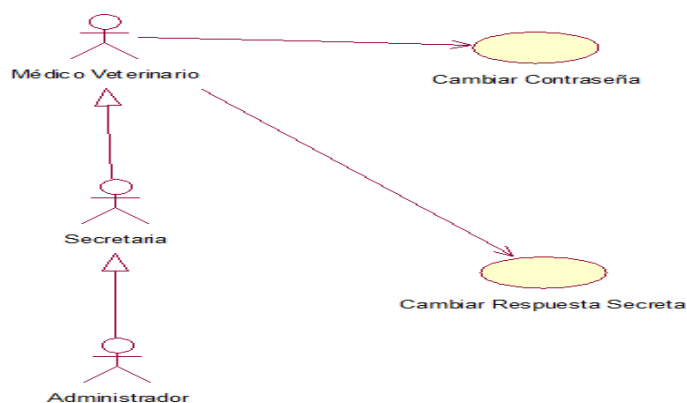 Médico Veterinario
Cambiar Contraseña
Secretaria
Cambiar Respuesta Secreta
Administrador